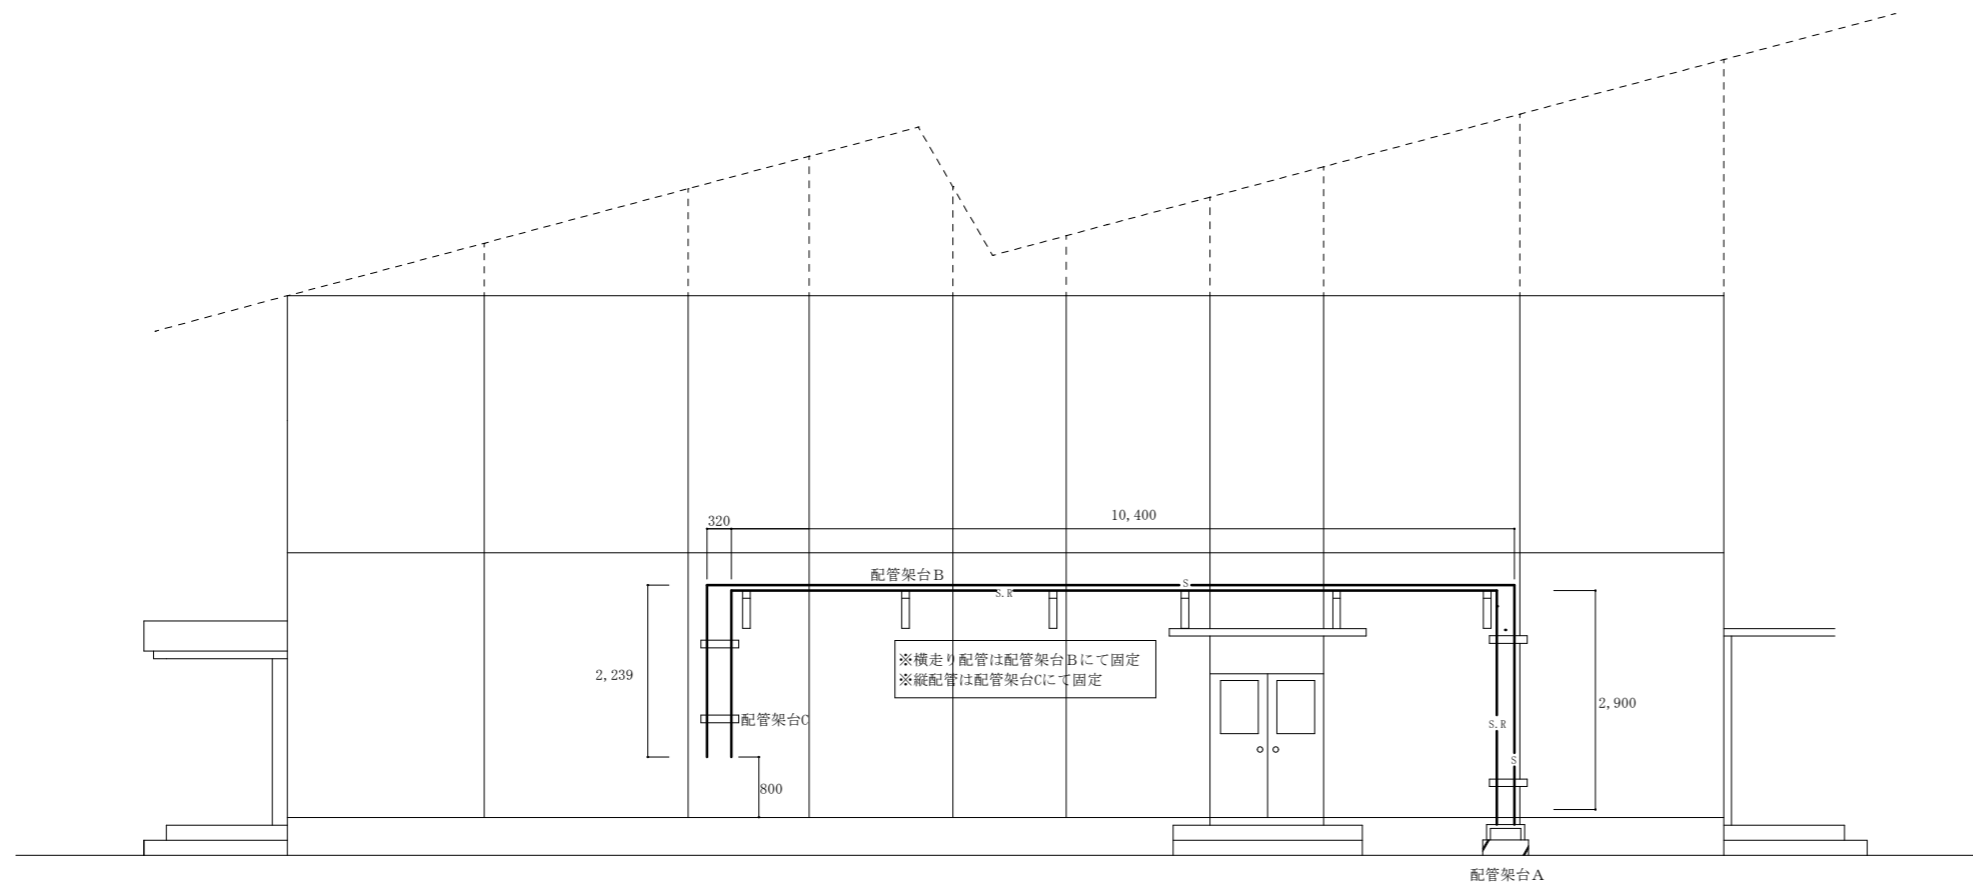 320
10,400
配管架台Ｂ
S
S.R
※横走り配管は配管架台Ｂにて固定
※縦配管は配管架台Cにて固定
2,239
2,900
配管架台C
S.R
S
800
配管架台Ａ